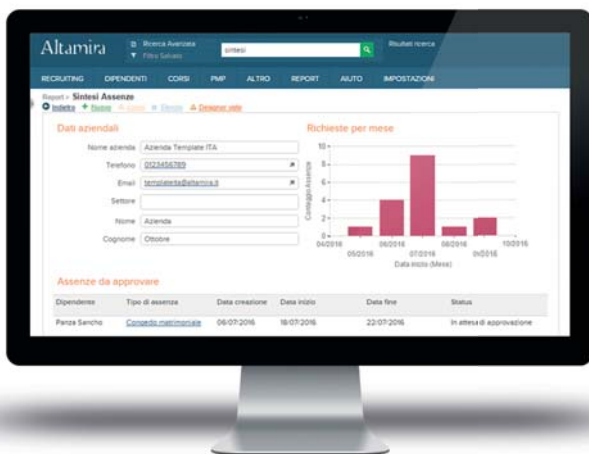 Altamira
Ricerca Avanzata
Filtro Salvato
sintesi
Risultati ricerca
RECRUITING DIPENDENTI CORSI PMP ALTRO REPORT AIUTO IMPOSTAZIONI
Report > Sintesi Assenze
Indietro Nuovo Elimina Designer viste
Dati aziendali
Nome azienda Azienda Template ITA
Telefono 0123456789
Email templateita@altamira.it
Settore
Nome Azienda
Cognome Ottobre
Richieste per mese
Conteggio Assenze
10
8
6
4
2
0
04/2016 06/2016 07/2016 08/2016 10/2016
05/2016 09/2016
Data inizio (Mese)
Assenze da approvare
Dipendente Tipo di assenza Data creazione Data inizio Data fine Status
Panza Sancho Congedo matrimoniale 06/07/2016 18/07/2016 22/07/2016 In attesa di approvazione